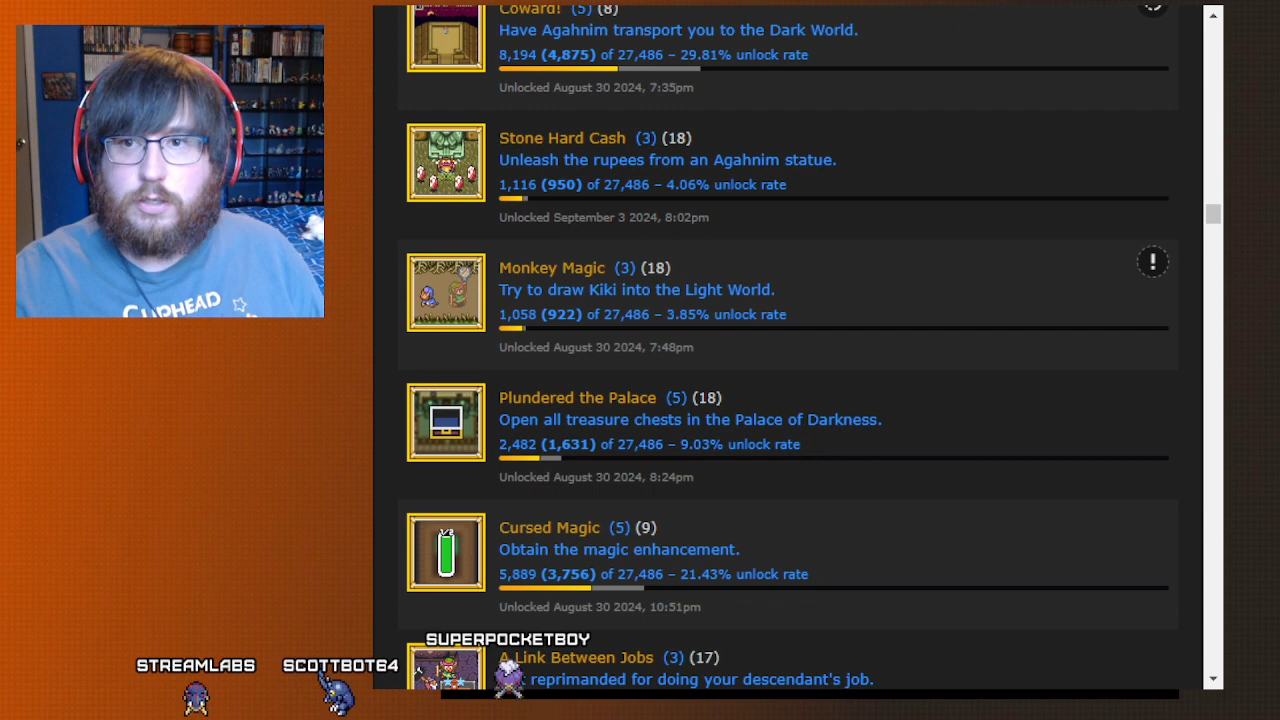 Coward! (5) (8)
Have Agahnim transport you to the Dark World.
8,194 (4,875) of 27,486 – 29.81% unlock rate
Unlocked August 30 2024, 7:35pm
Stone Hard Cash (3) (18)
Unleash the rupees from an Agahnim statue.
1,116 (950) of 27,486 – 4.06% unlock rate
Unlocked September 3 2024, 8:02pm
Monkey Magic (3) (18)
!
Try to draw Kiki into the Light World.
1,058 (922) of 27,486 – 3.85% unlock rate
Unlocked August 30 2024, 7:48pm
Plundered the Palace (5) (18)
Open all treasure chests in the Palace of Darkness.
2,482 (1,631) of 27,486 – 9.03% unlock rate
Unlocked August 30 2024, 8:24pm
Cursed Magic (5) (9)
1/2
Obtain the magic enhancement.
5,889 (3,756) of 27,486 – 21.43% unlock rate
Unlocked August 30 2024, 10:51pm
A Link Between Jobs (3) (17)
reprimanded for doing your descendant's job.
CUPHEAD
STREAMLABS
SCOTTBOT64
SUPERPOCKETBOY